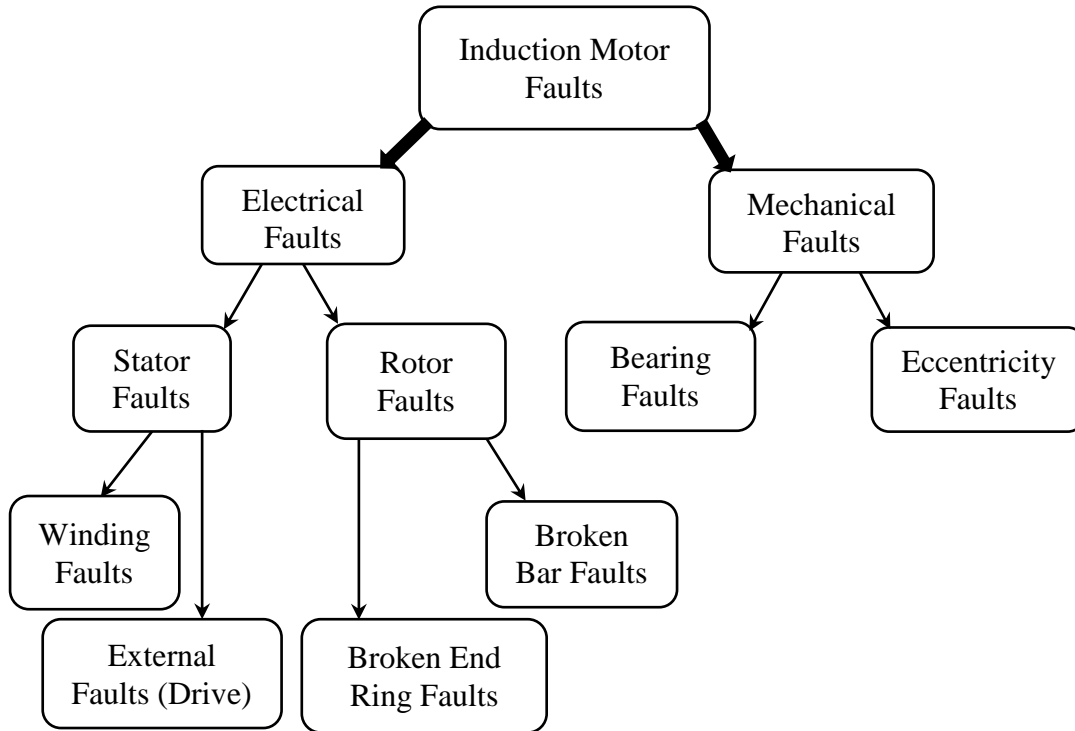 Induction Motor
Faults
Electrical
Faults
Mechanical
Faults
Stator
Faults
Rotor
Faults
Bearing
Faults
Eccentricity
Faults
Winding
Faults
Broken
Bar Faults
External
Faults (Drive)
Broken End
Ring Faults